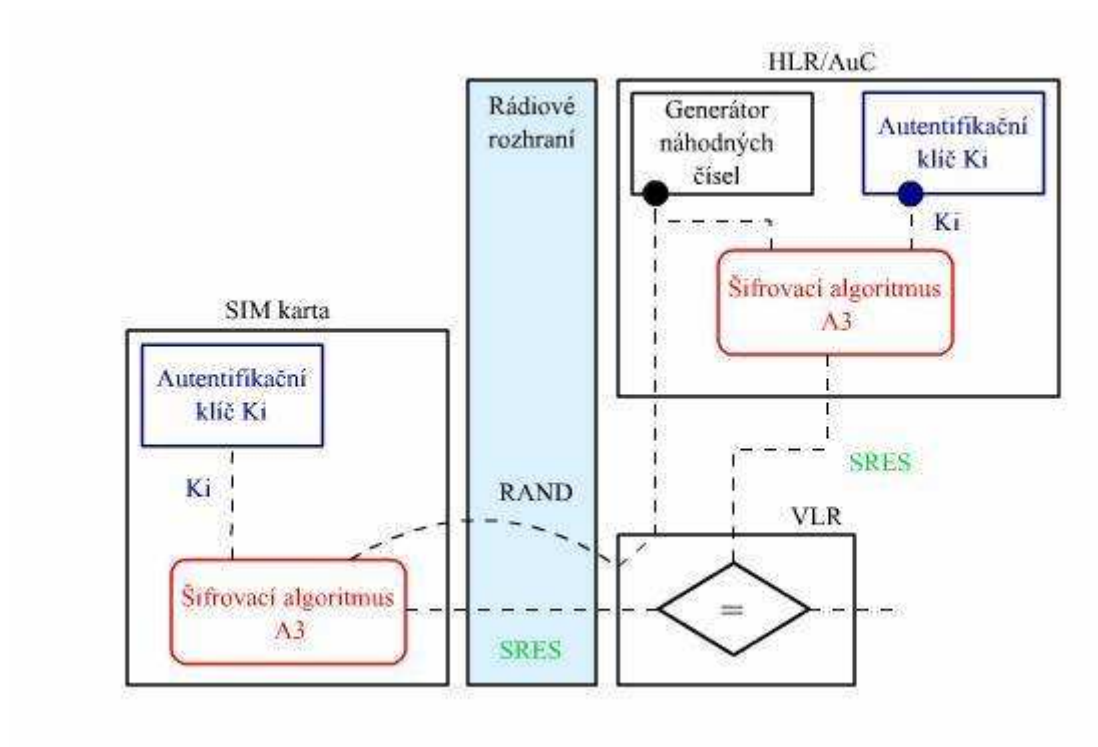 HLR/AuC
Rádiové
rozhraní
Generátor
náhodných
čísel
Autentifikační
klíč Ki
Ki
Šifrovací algoritmus
A3
SIM karta
Autentifikační
klíč Ki
Ki
SRES
RAND
VLR
Šifrovací algoritmus
A3
=
SRES